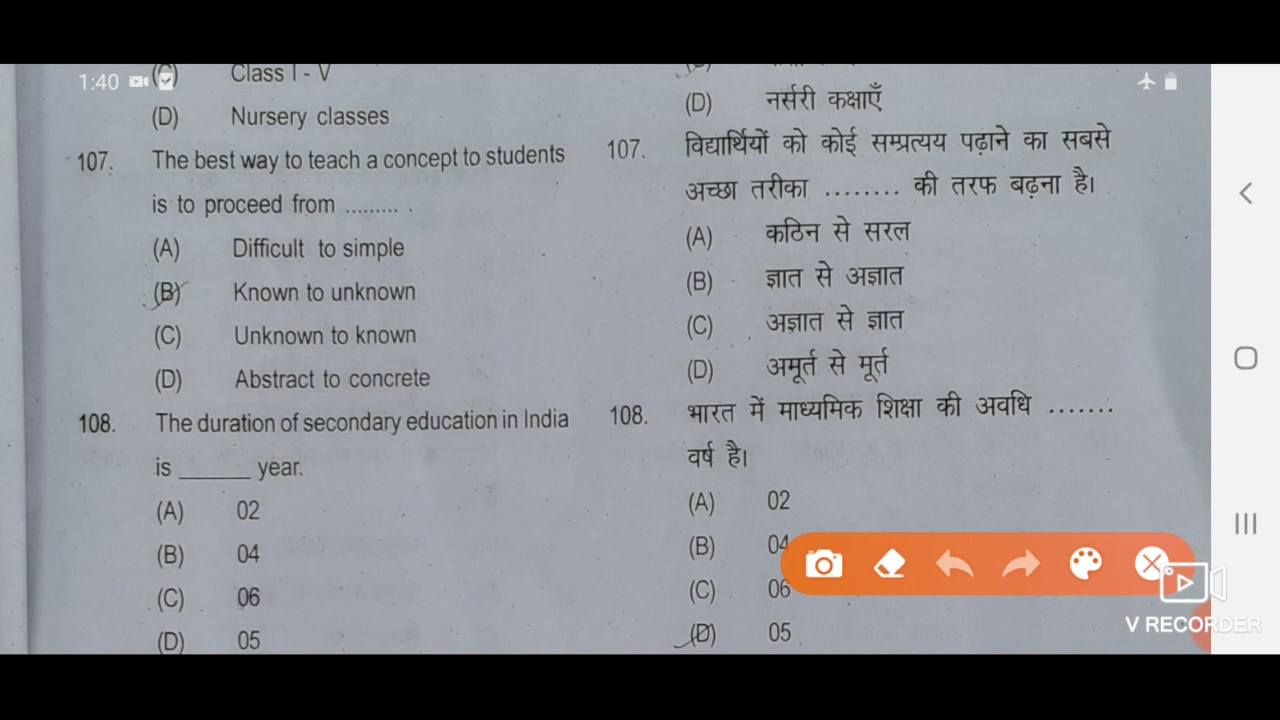 1:40
(C) Class I - V
(D) Nursery classes
107. The best way to teach a concept to students
is to proceed from ......... .
(A) Difficult to simple
(B) Known to unknown
(C) Unknown to known
(D) Abstract to concrete
108. The duration of secondary education in India
is ______ year.
(A) 02
(B) 04
(C) 06
(D) 05
(D) नर्सरी कक्षाएँ
107. विद्यार्थियों को कोई सम्प्रत्यय पढ़ाने का सबसे
अच्छा तरीका ........ की तरफ बढ़ना है।
(A) कठिन से सरल
(B) ज्ञात से अज्ञात
(C) अज्ञात से ज्ञात
(D) अमूर्त से मूर्त
108. भारत में माध्यमिक शिक्षा की अवधि .......
वर्ष है।
(A) 02
(B) 04
(C) 06
(D) 05
V RECORDER